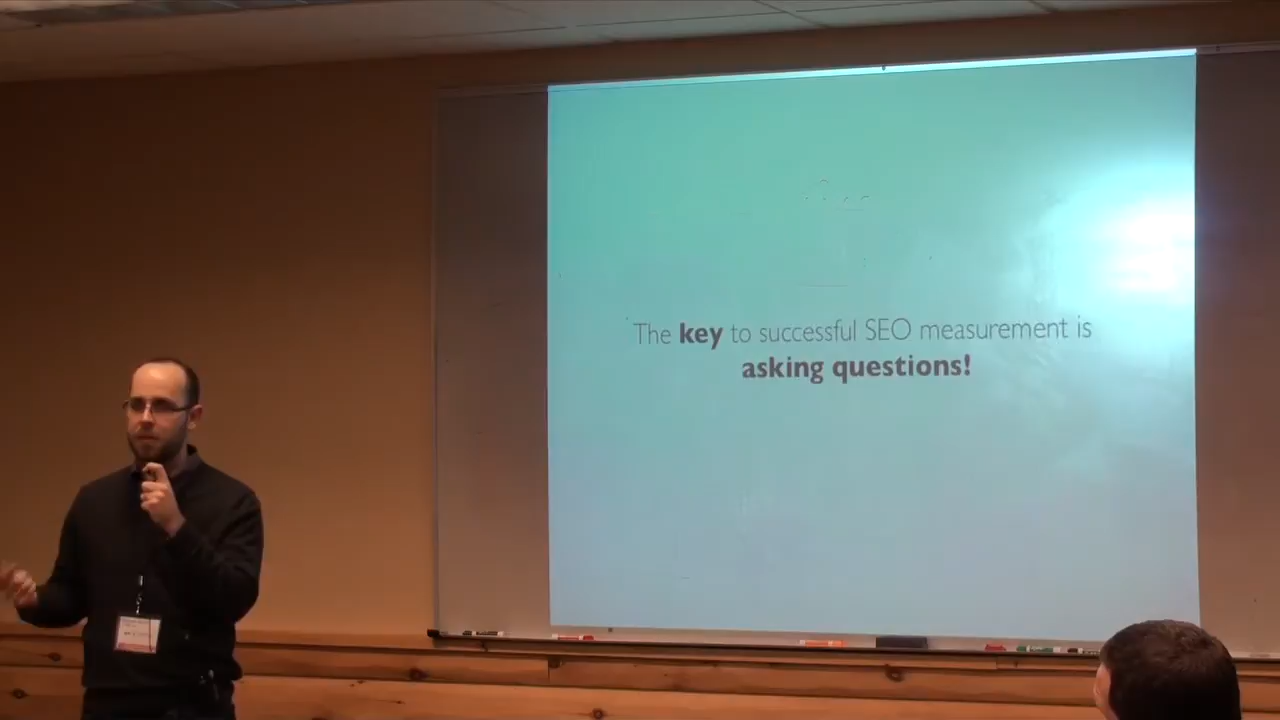 The key to successful SEO measurement is
asking questions!